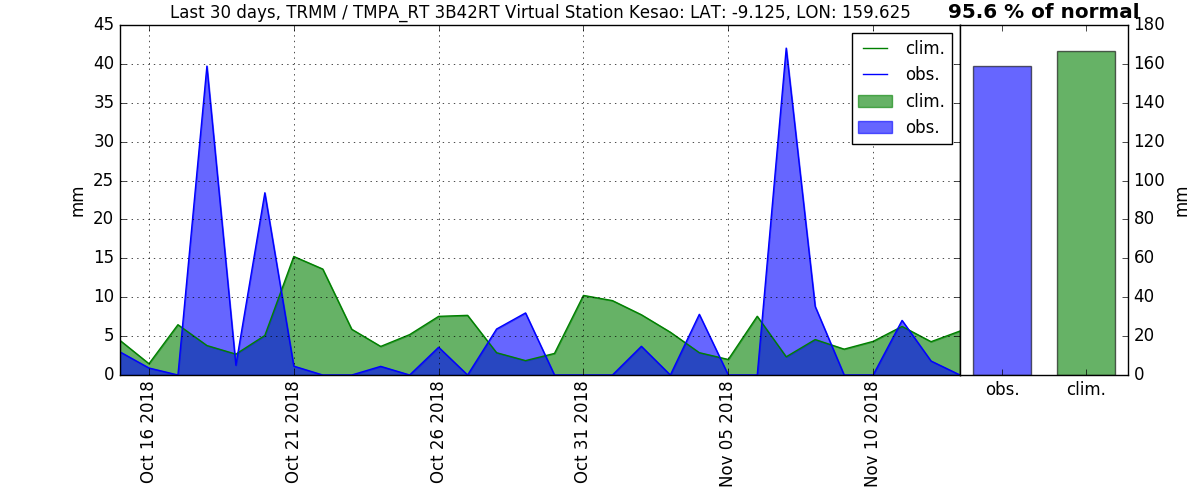 Last 30 days, TRMM / TMPA_RT 3B42RT Virtual Station Kesao: LAT: -9.125, LON: 159.625
95.6 % of normal
45
40
35
30
25
20
15
10
5
0
mm
clim.
obs.
clim.
obs.
180
160
140
120
100
80
60
40
20
0
mm
obs.
clim.
Oct 16 2018
Oct 21 2018
Oct 26 2018
Oct 31 2018
Nov 05 2018
Nov 10 2018